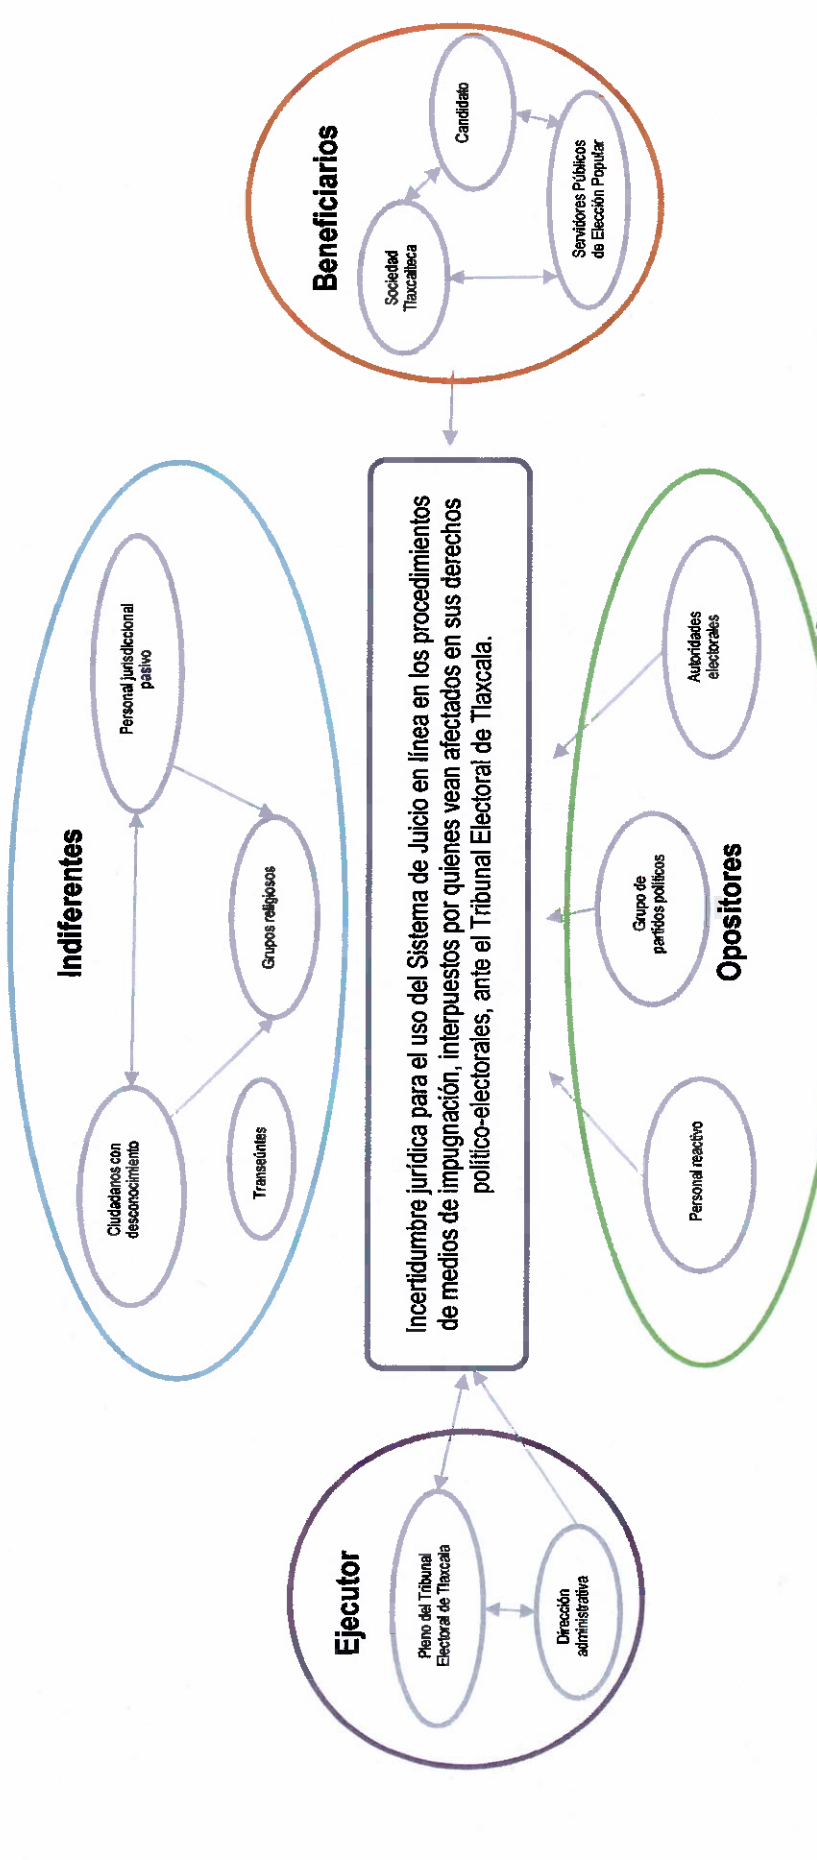 Indiferentes
Ciudadanos con
desconocimiento
Personal jurisdiccional
pasivo
Transeúntes
Grupos religiosos
Ejecutor
Pleno del Tribunal
Electoral de Tlaxcala
Dirección
administrativa
Incertidumbre jurídica para el uso del Sistema de Juicio en línea en los procedimientos
de medios de impugnación, interpuestos por quienes vean afectados en sus derechos
político-electorales, ante el Tribunal Electoral de Tlaxcala.
Beneficiarios
Sociedad
Tlaxcalteca
Candidato
Servidores Públicos
de Elección Popular
Personal reactivo
Grupo de
partidos políticos
Autoridades
electorales
Opositores